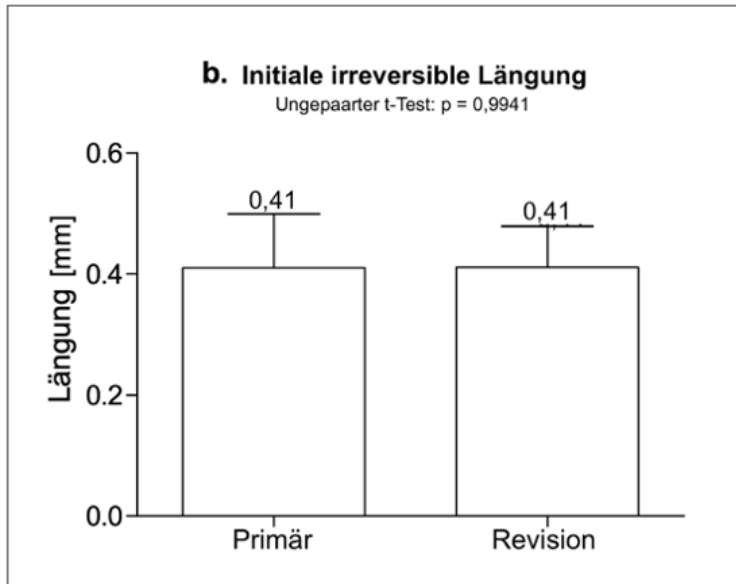 b. Initiale irreversible Längung
Ungepaarter t-Test: p = 0,9941
0.6
0,41
0,41
0.4
Längung [mm]
0.2
0.0
Primär
Revision